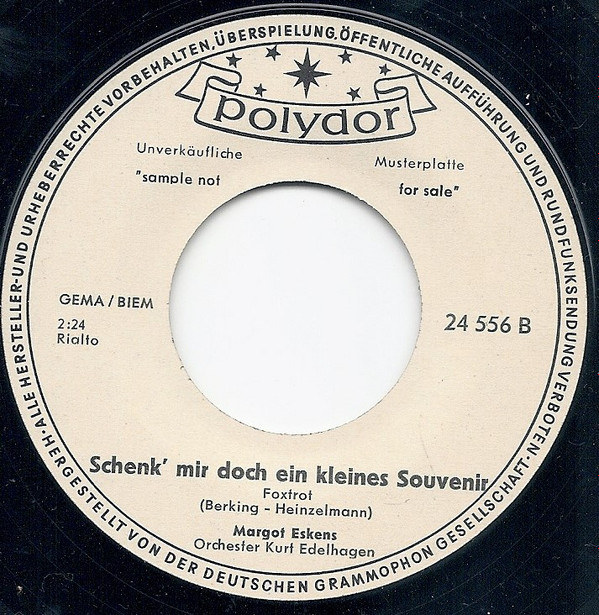 ·ALLE HERSTELLER-UND URHEBERRECHTE VORBEHALTEN,ÜBERSPIELUNG,ÖFFENTLICHE AUFFÜHRUNG UND RUNDFUNKSENDUNG VERBOTEN·
polydor
Unverkäufliche Musterplatte
"sample not for sale"
GEMA / BIEM
2:24
Rialto
24 556 B
Schenk' mir doch ein kleines Souvenir
Foxtrot
(Berking - Heinzelmann)
Margot Eskens
Orchester Kurt Edelhagen
HERGESTELLT VON DER DEUTSCHEN GRAMMOPHON GESELLSCHAFT·